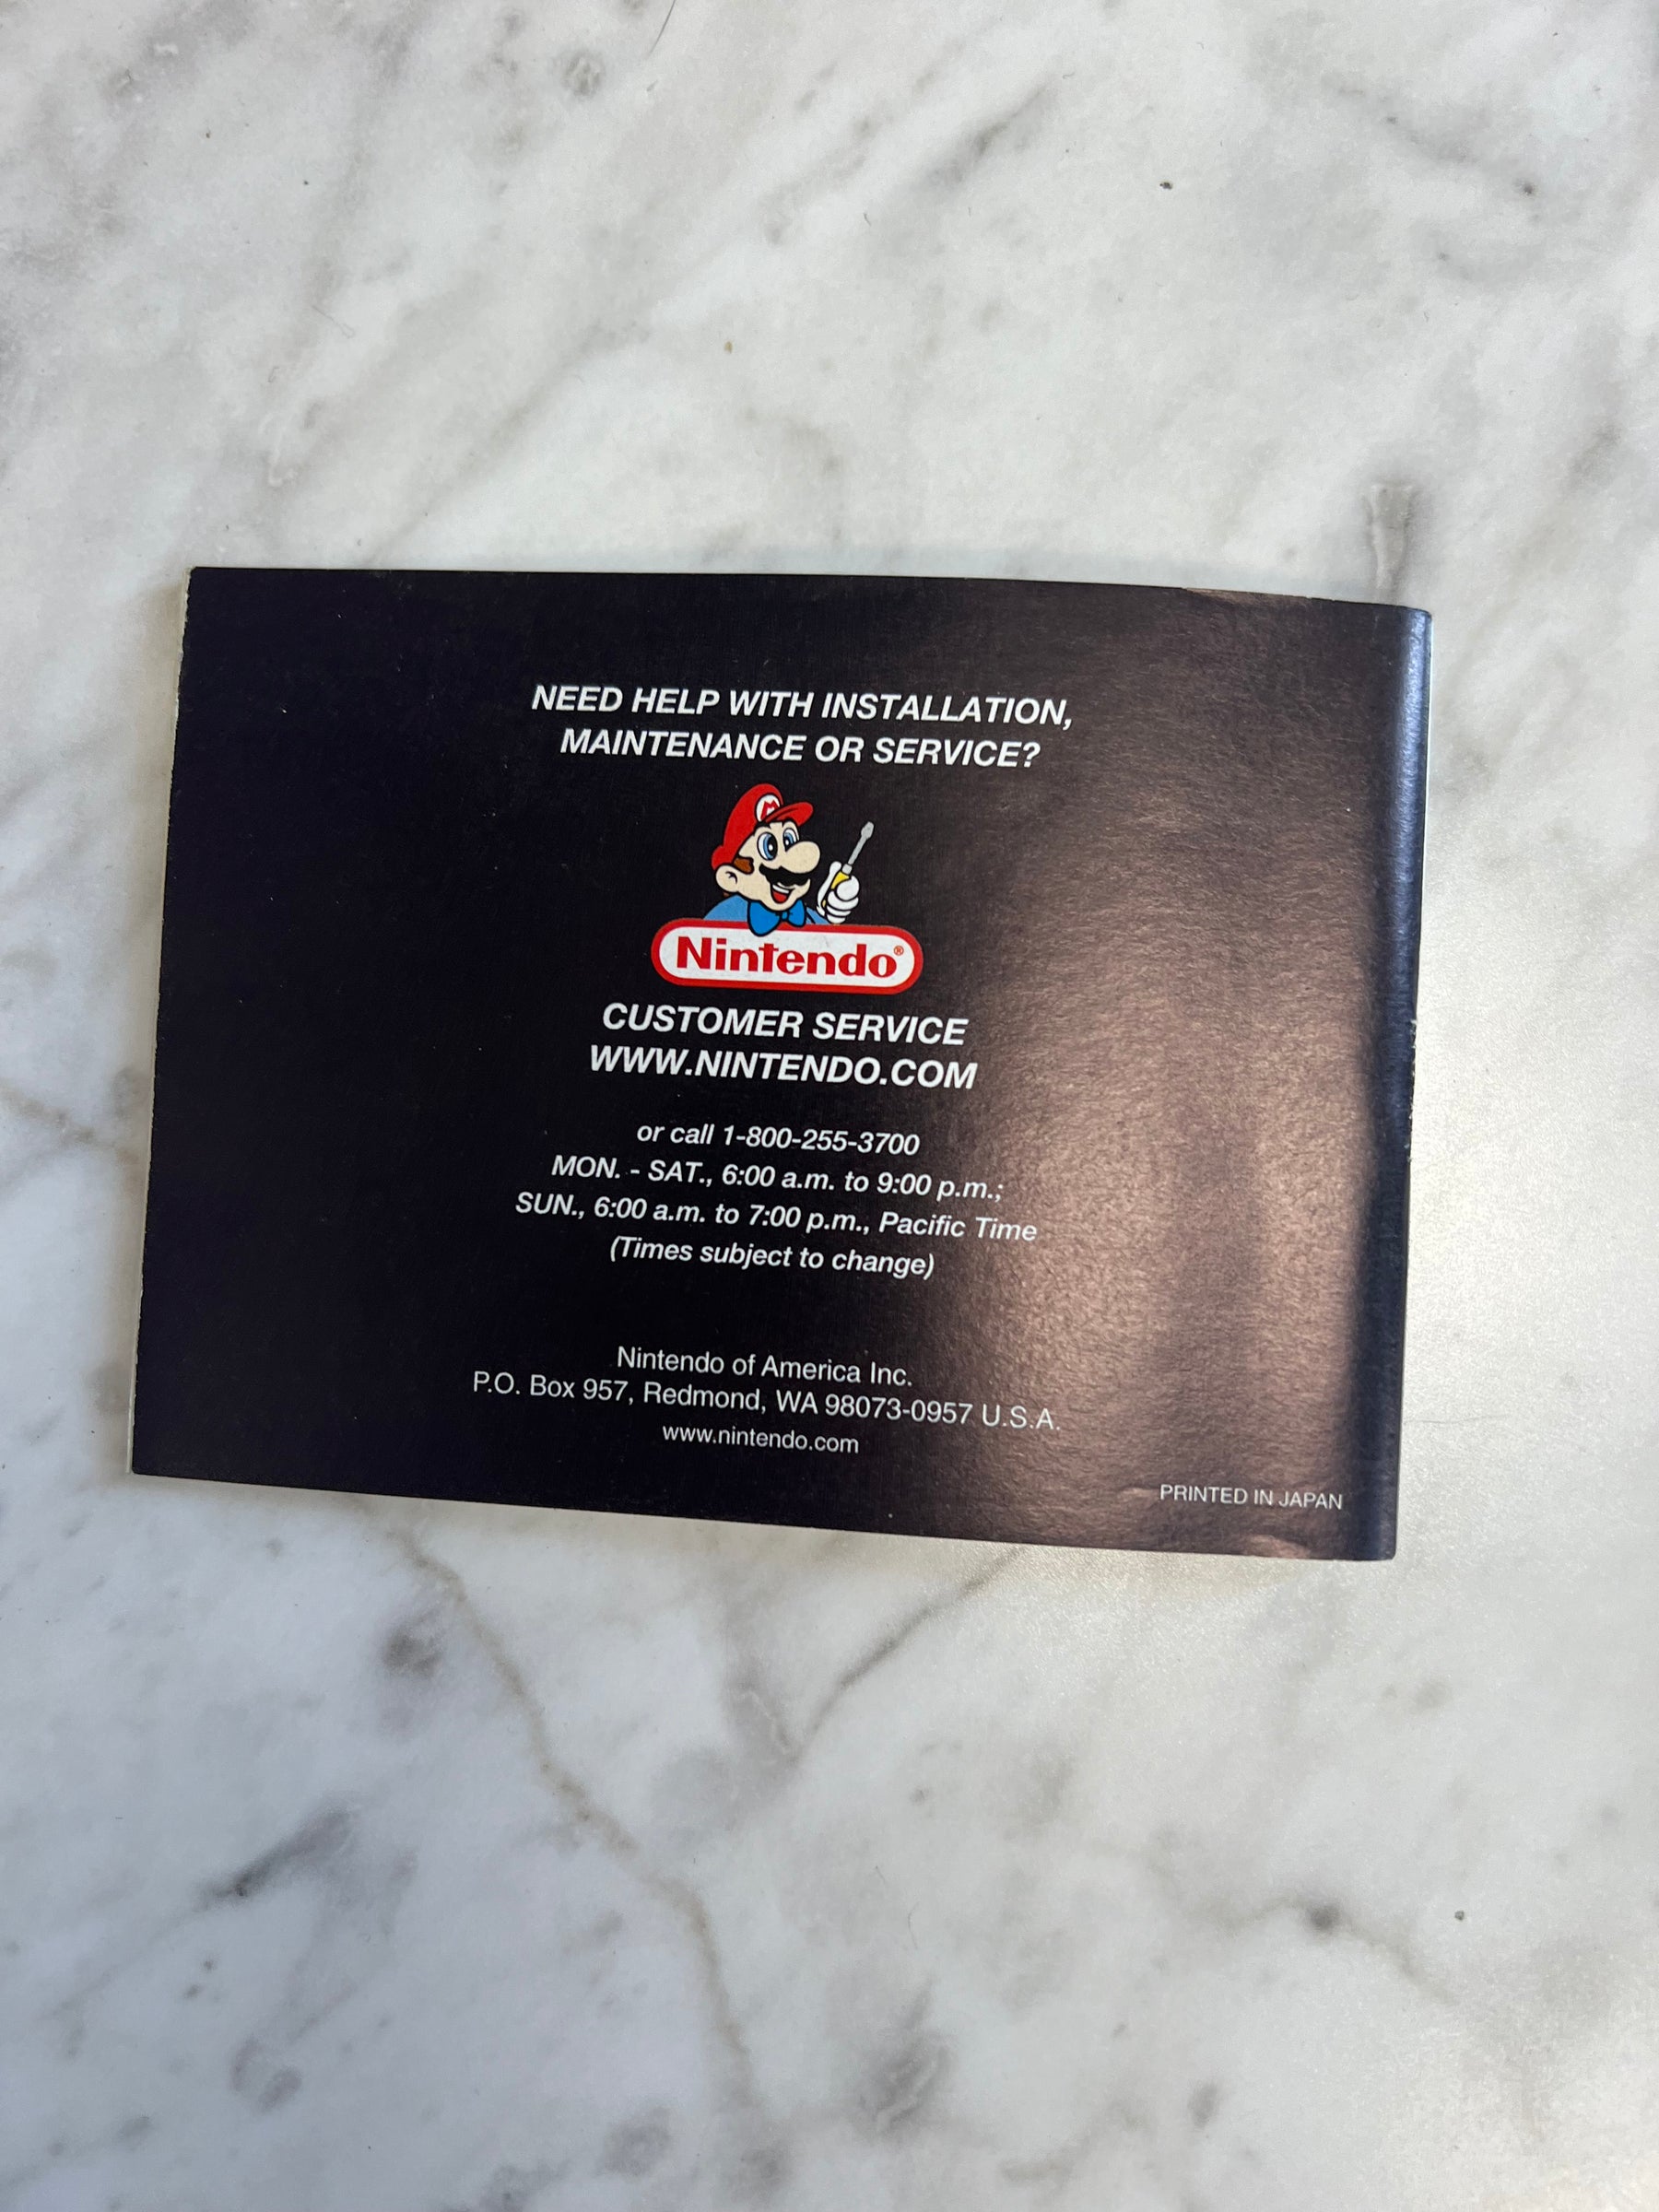 NEED HELP WITH INSTALLATION,
MAINTENANCE OR SERVICE?
M
Nintendo®
CUSTOMER SERVICE
WWW.NINTENDO.COM
or call 1-800-255-3700
MON. - SAT., 6:00 a.m. to 9:00 p.m.;
SUN., 6:00 a.m. to 7:00 p.m., Pacific Time
(Times subject to change)
Nintendo of America Inc.
P.O. Box 957, Redmond, WA 98073-0957 U.S.A.
www.nintendo.com
PRINTED IN JAPAN